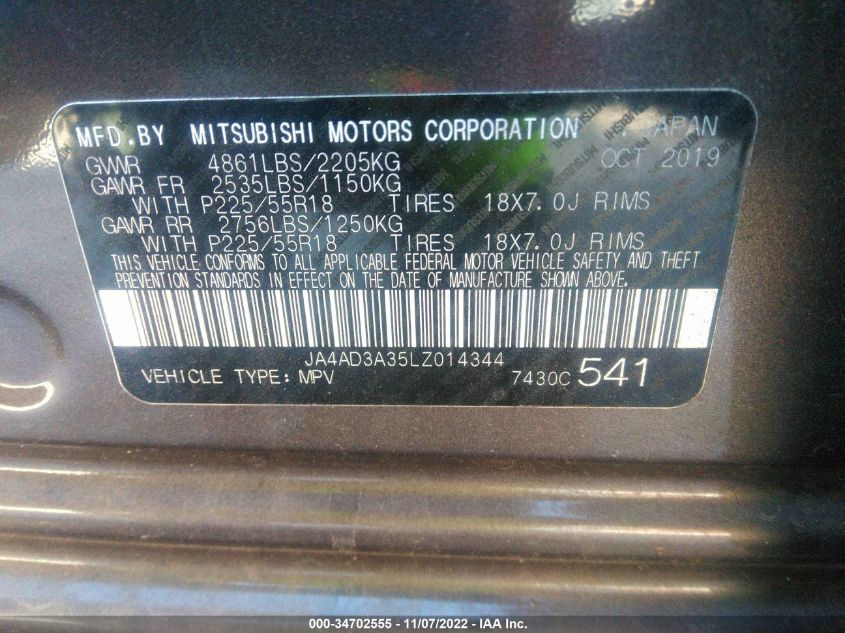 MFD.BY MITSUBISHI MOTORS CORPORATION JAPAN
GVWR 4861LBS/2205KG OCT 2019
GAWR FR 2535LBS/1150KG
WITH P225/55R18 TIRES 18X7.0J RIMS
GAWR RR 2756LBS/1250KG
WITH P225/55R18 TIRES 18X7.0J RIMS
THIS VEHICLE CONFORMS TO ALL APPLICABLE FEDERAL MOTOR VEHICLE SAFETY AND THEFT
PREVENTION STANDARDS IN EFFECT ON THE DATE OF MANUFACTURE SHOWN ABOVE.
JA4AD3A35LZ014344
VEHICLE TYPE: MPV 7430C 541
000-34702555 - 11/07/2022 - IAA Inc.